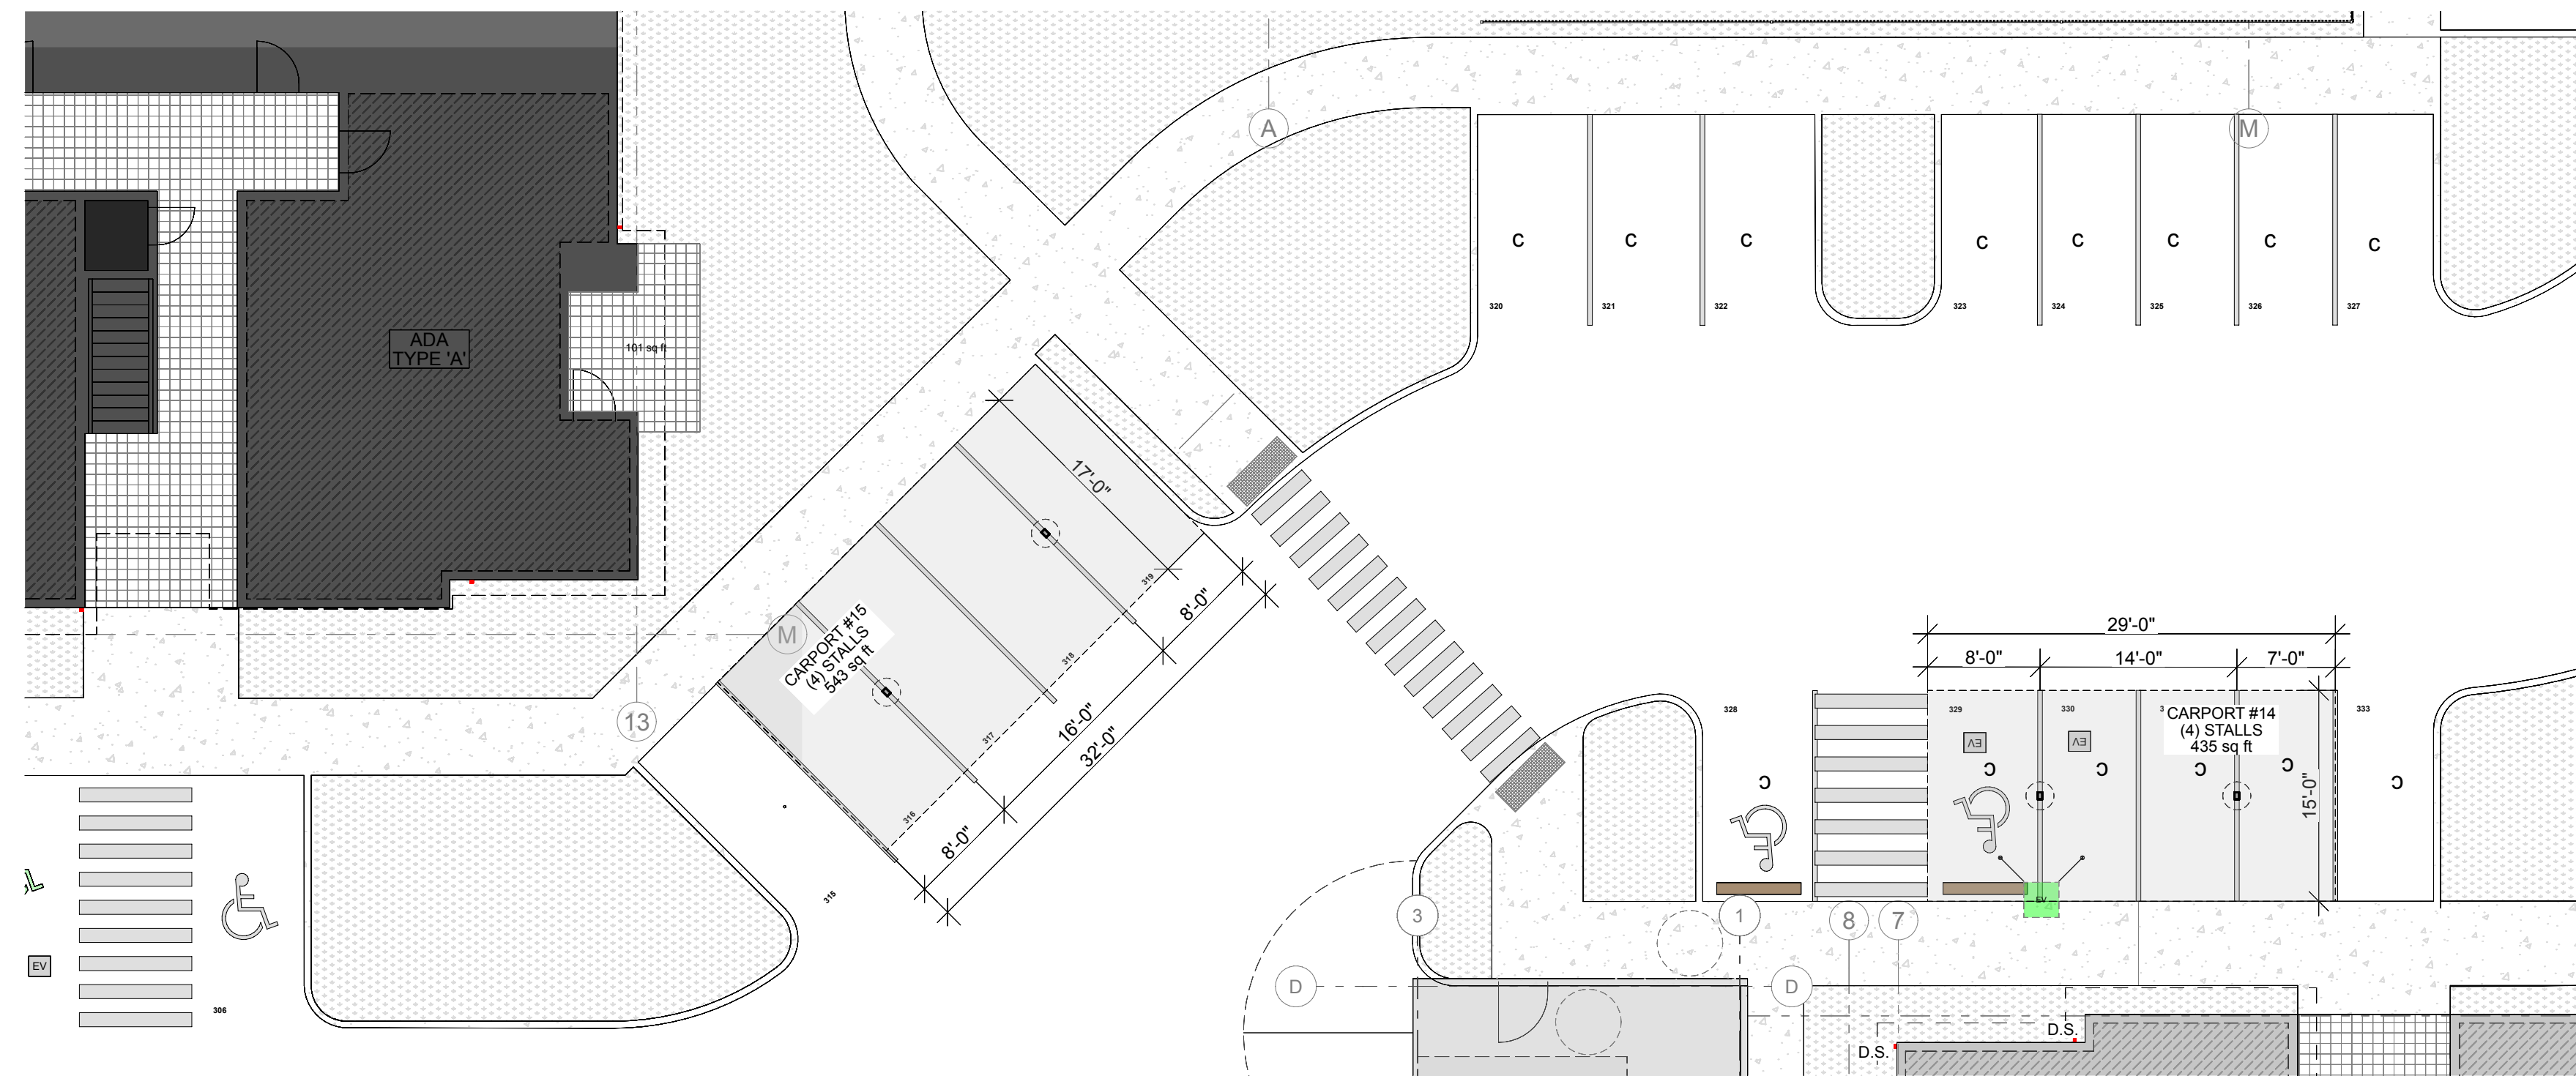 A
M
C
C
C
C
C
C
C
C
320
321
322
323
324
325
326
327
ADA
TYPE 'A'
101 sq ft
17'-0"
319
8'-0"
CARPORT #15
(4) STALLS
543 sq ft
M
318
317
16'-0"
32'-0"
316
8'-0"
315
13
29'-0"
8'-0"
14'-0"
7'-0"
328
329
330
CARPORT #14
(4) STALLS
435 sq ft
333
EV
EV
C
C
C
C
C
C
15'-0"
EV
EV
306
3
1
8
7
D
D
D.S.
D.S.